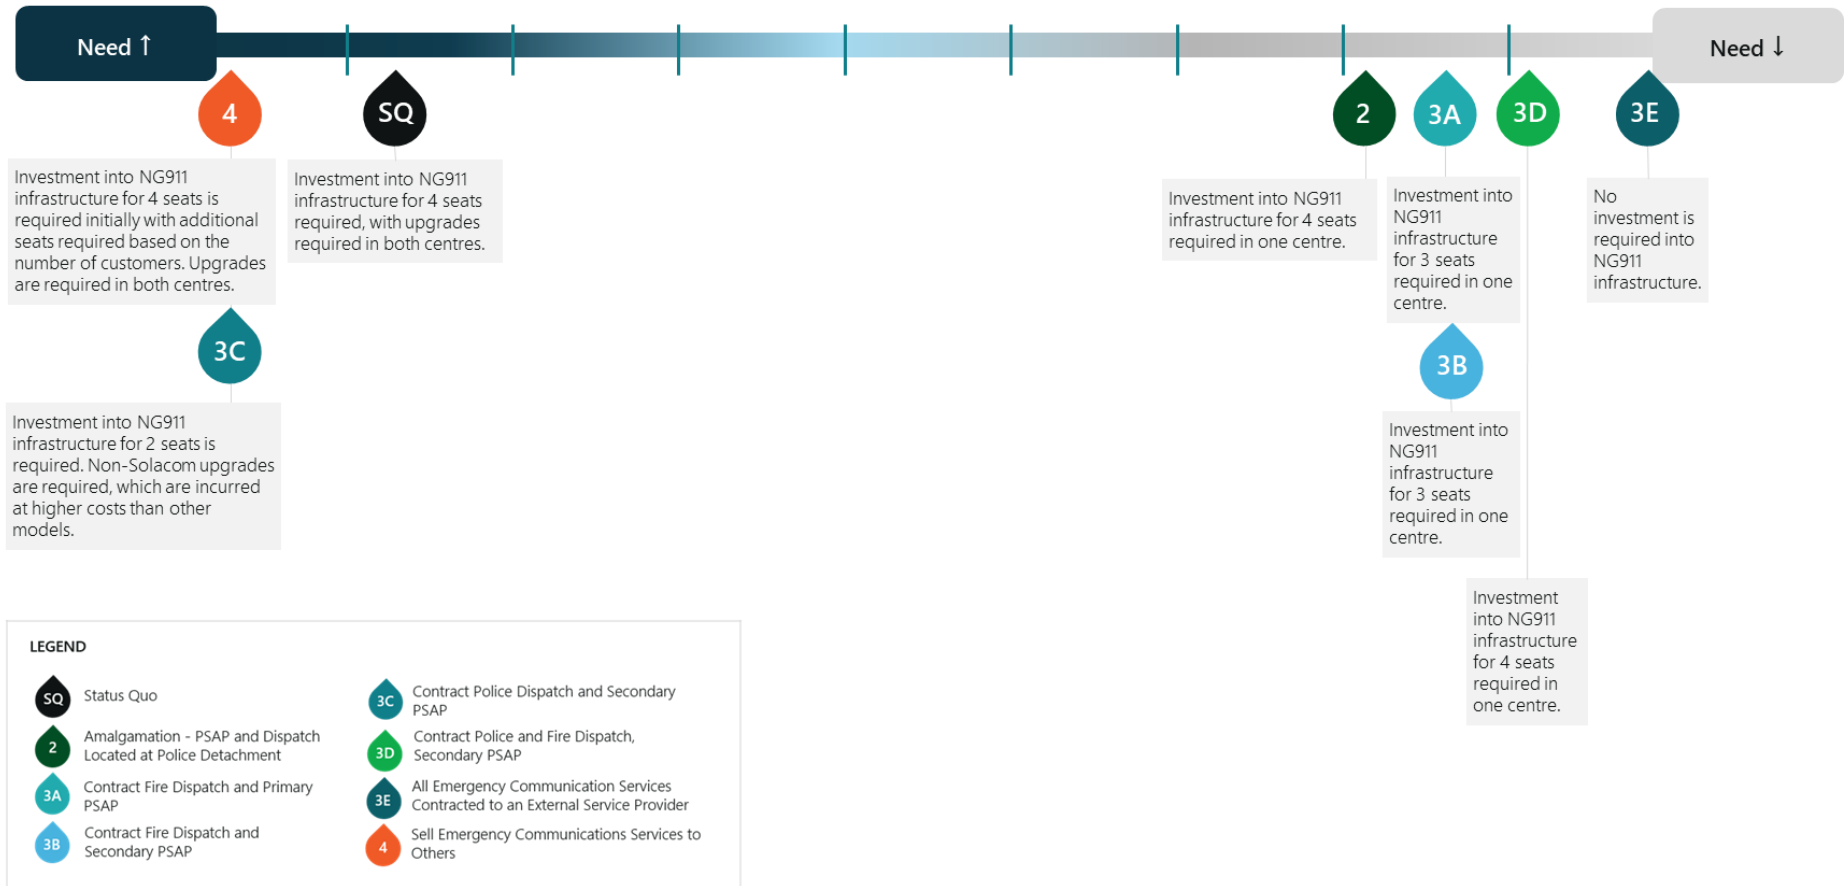 Need ↑
Need ↓
4
SQ
2
3A
3D
3E
Investment into NG911
infrastructure for 4 seats is
required initially with additional
seats required based on the
number of customers. Upgrades
are required in both centres.
Investment into NG911
infrastructure for 4 seats
required, with upgrades
required in both centres.
Investment into NG911
infrastructure for 4 seats
required in one centre.
Investment into
NG911
infrastructure
for 3 seats
required in one
centre.
No
investment is
required into
NG911
infrastructure.
3C
Investment into NG911
infrastructure for 2 seats is
required. Non-Solacom upgrades
are required, which are incurred
at higher costs than other
models.
3B
Investment into
NG911
infrastructure
for 3 seats
required in one
centre.
Investment
into NG911
infrastructure
for 4 seats
required in
one centre.
LEGEND
SQ
Status Quo
2
Amalgamation - PSAP and Dispatch
Located at Police Detachment
3A
Contract Fire Dispatch and Primary
PSAP
3B
Contract Fire Dispatch and
Secondary PSAP
3C
Contract Police Dispatch and Secondary
PSAP
3D
Contract Police and Fire Dispatch,
Secondary PSAP
3E
All Emergency Communication Services
Contracted to an External Service Provider
4
Sell Emergency Communications Services to
Others